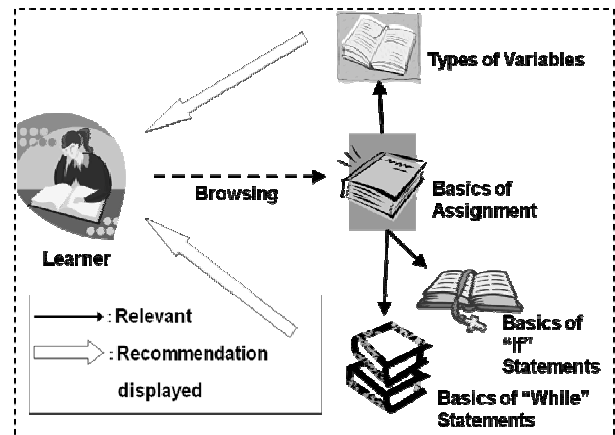 Types of Variables
Browsing
Basics of
Assignment
Learner
: Relevant
: Recommendation
displayed
Basics of
"If"
Statements
Basics of "While"
Statements